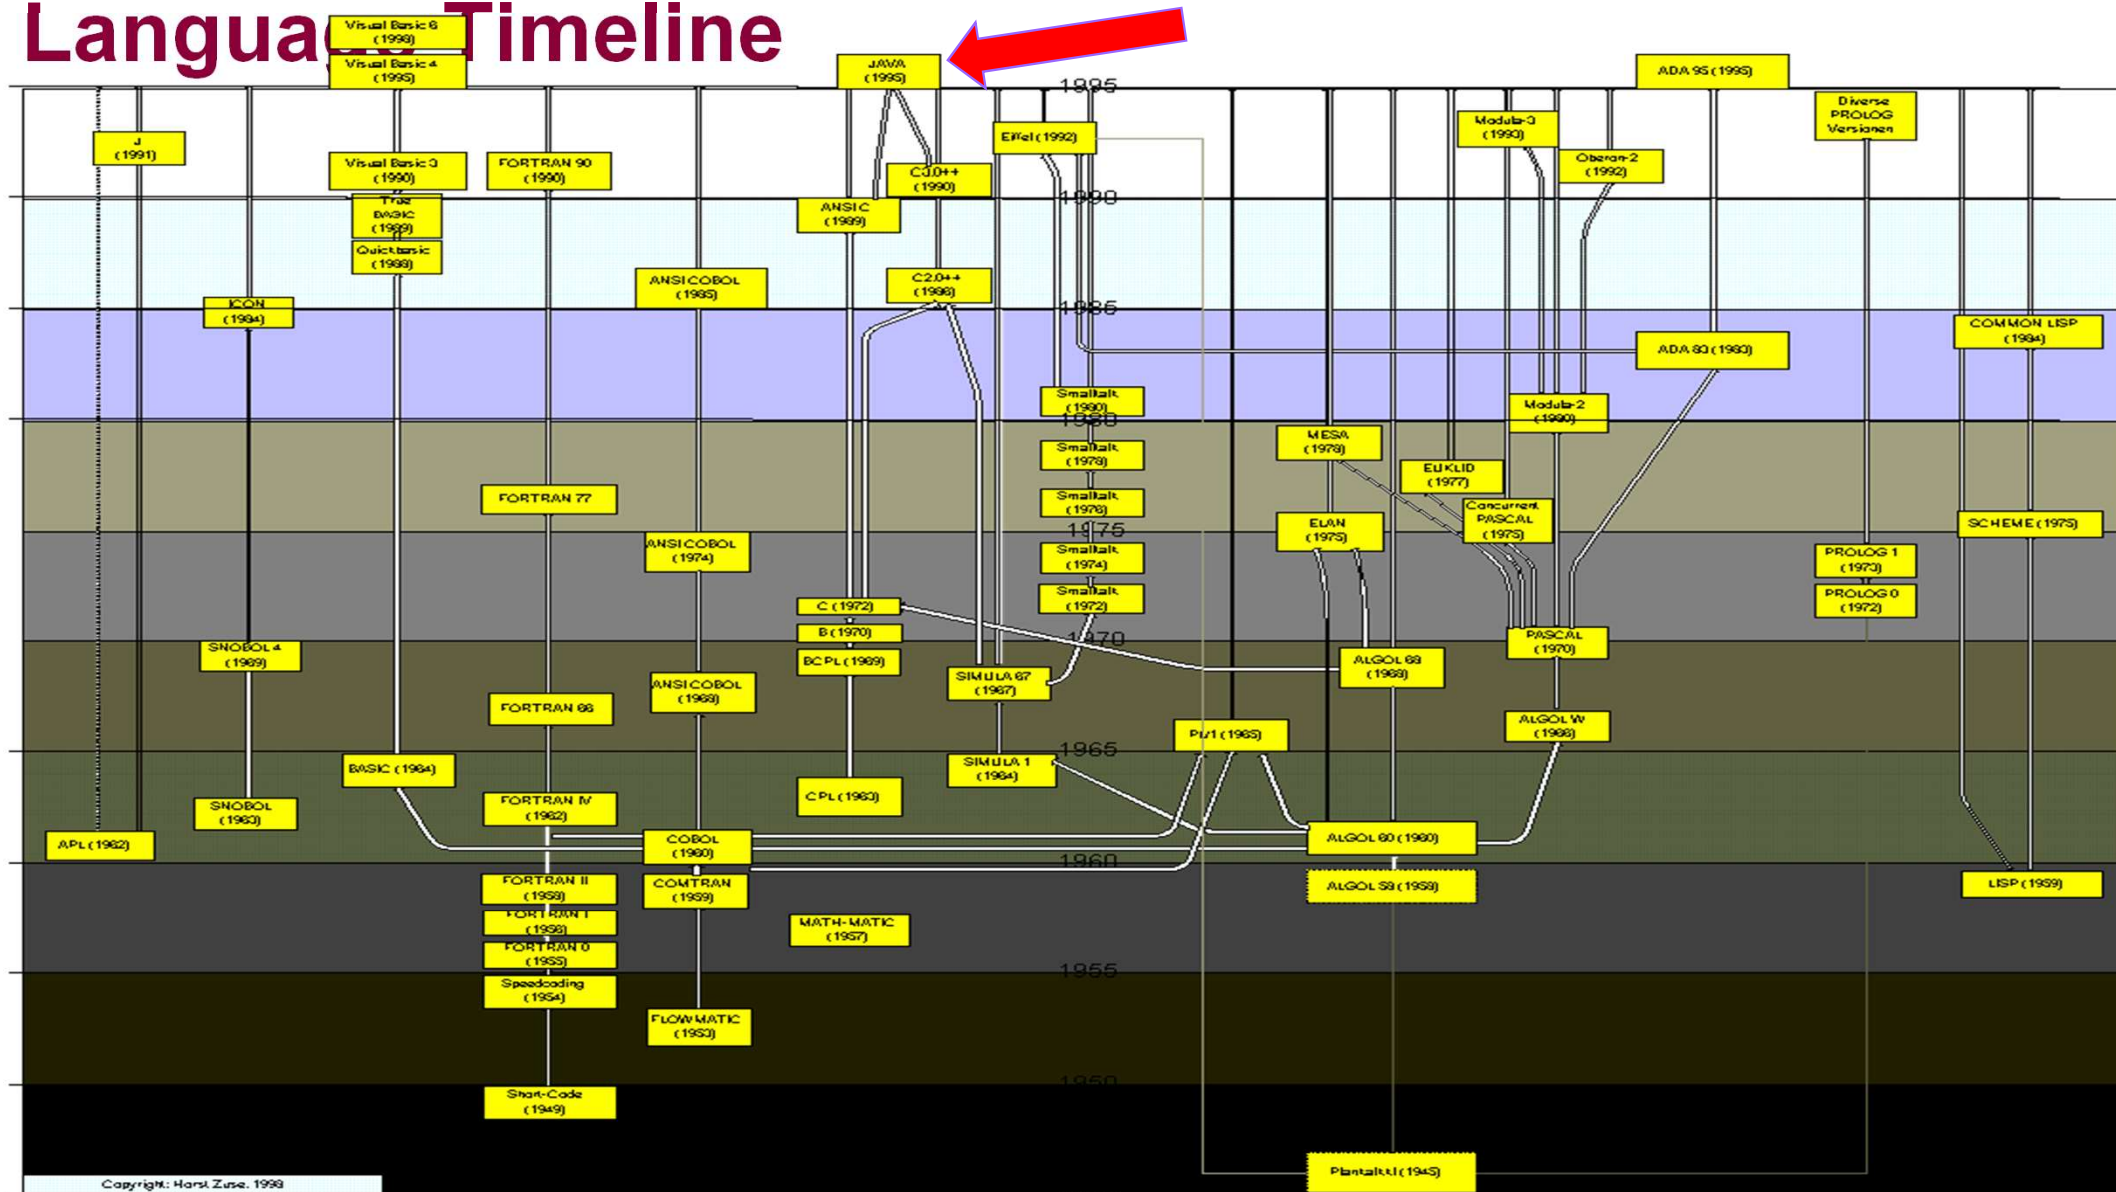 Language Timeline
Visual Basic 6
(1998)
Visual Basic 4
(1995)
JAVA
(1995)
ADA 95 (1995)
1995
Diverse
PROLOG
Versionen
J
(1991)
Eiffel (1992)
Modula-3
(1993)
Visual Basic 3
(1990)
FORTRAN 90
(1990)
C3.0++
(1990)
Oberon-2
(1992)
1990
True
BASIC
(1989)
ANSI C
(1989)
Quickbasic
(1988)
ANSI COBOL
(1985)
C2.0++
(1986)
ICON
(1984)
1985
COMMON LISP
(1984)
ADA 83 (1983)
Smalltalk
(1980)
Modula-2
(1980)
1980
MESA
(1978)
Smalltalk
(1978)
EUKLID
(1977)
FORTRAN 77
Smalltalk
(1976)
Concurrent
PASCAL
(1975)
ELAN
(1975)
1975
SCHEME (1975)
ANSI COBOL
(1974)
Smalltalk
(1974)
PROLOG 1
(1973)
Smalltalk
(1972)
PROLOG 0
(1972)
C (1972)
B (1970)
1970
PASCAL
(1970)
SNOBOL 4
(1969)
BCPL (1969)
ALGOL 68
(1968)
SIMULA 67
(1967)
ANSI COBOL
(1968)
FORTRAN 66
ALGOL W
(1966)
PL/1 (1965)
1965
BASIC (1964)
SIMULA 1
(1964)
CPL (1963)
SNOBOL
(1963)
FORTRAN IV
(1962)
APL (1962)
COBOL
(1960)
ALGOL 60 (1960)
1960
FORTRAN II
(1958)
COMTRAN
(1959)
ALGOL 58 (1958)
LISP (1959)
FORTRAN I
(1956)
MATH-MATIC
(1957)
FORTRAN 0
(1955)
1955
Speedcoding
(1954)
FLOWMATIC
(1953)
1950
Short-Code
(1949)
Plankalkül (1945)
Copyright: Horst Zuse, 1998